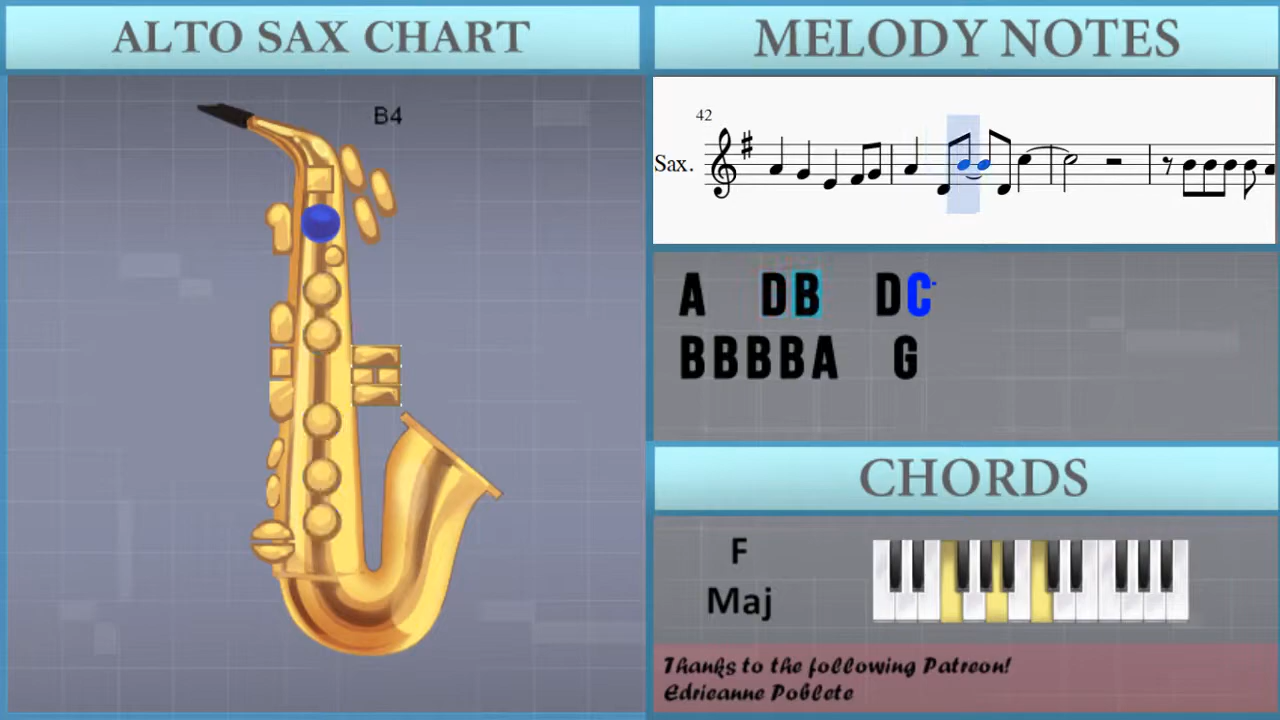 ALTO SAX CHART
B4
MELODY NOTES
42
Sax.
A DB DC
BBBBA G
CHORDS
F
Maj
Thanks to the following Patreon!
Edrieanne Poblete